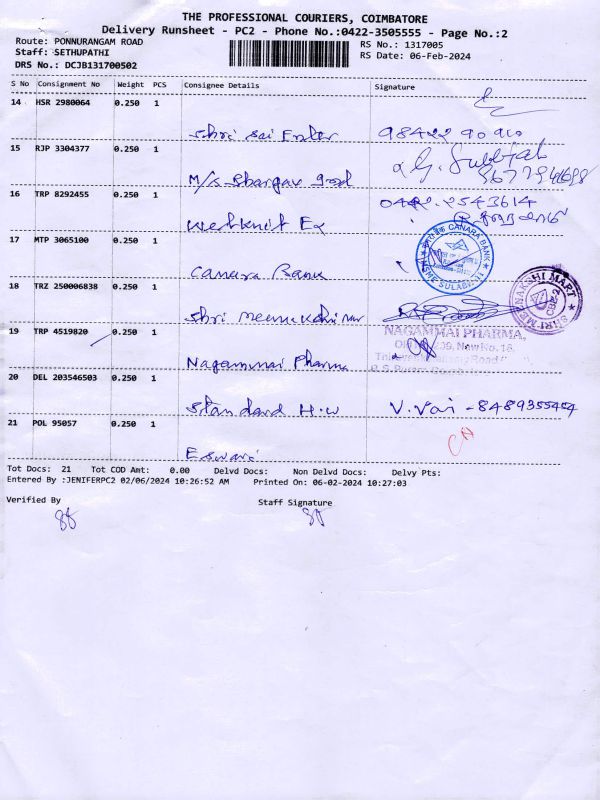 THE PROFESSIONAL COURIERS, COIMBATORE
Delivery Runsheet - PC2 - Phone No.:0422-3505555 - Page No.:2
Route: PONNURANGAM ROAD
RS No.: 1317005
Staff: SETHUPATHI
RS Date: 06-Feb-2024
DRS No.: DCJB131700502
S No Consignment No Weight PCS Consignee Details Signature
14 HSR 2980064 0.250 1
Shri Sai Enter
15 RJP 3304377 0.250 1
M/s Bhargav
16 TRP 8292455 0.250 1
0422.2543614
Westknit Ex
17 MTP 3065100 0.250 1
CANARA BANK
Canara Bank
18 TRZ 250006838 0.250 1
SHRI MEENAKSHI MART
Shri
19 TRP 4519820 0.250 1
NAGAMMAI PHARMA,
Nagammai Pharma
20 DEL 203546503 0.250 1
Standard H.W
21 POL 95057 0.250 1
Eswari
Tot Docs: 21 Tot COD Amt: 0.00 Delvd Docs: Non Delvd Docs: Delvy Pts:
Entered By :JENIFERPC2 02/06/2024 10:26:52 AM Printed On: 06-02-2024 10:27:03
Verified By
Staff Signature